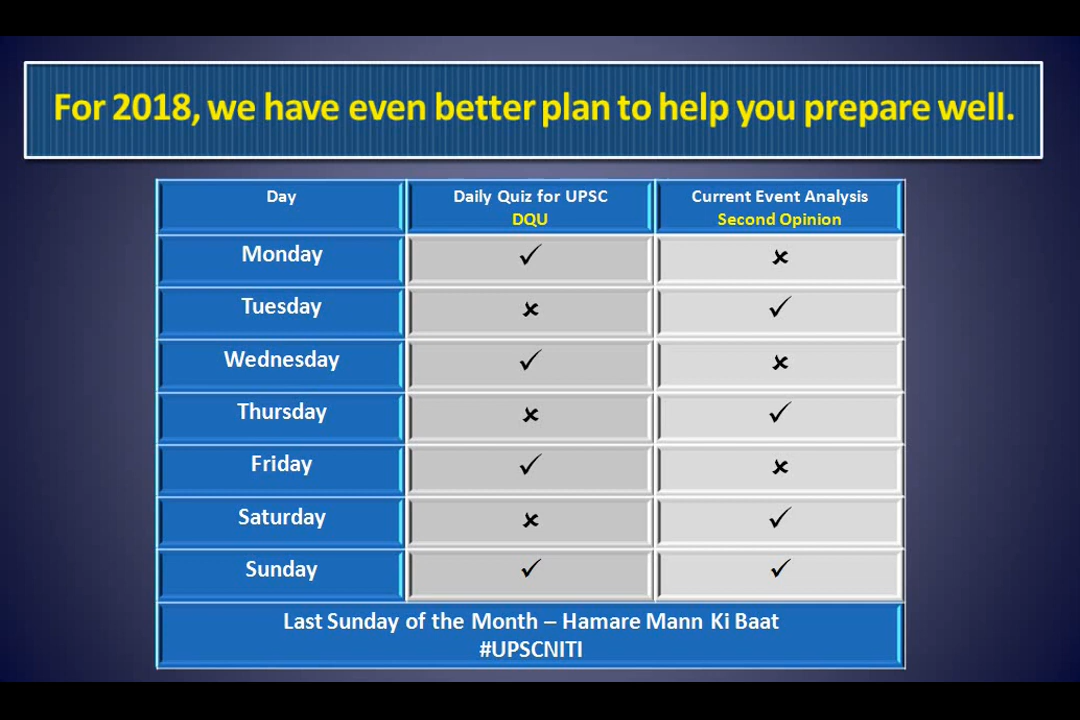 For 2018, we have even better plan to help you prepare well.
Day Daily Quiz for UPSC Current Event Analysis
DQU Second Opinion
Monday ✓ ✗
Tuesday ✗ ✓
Wednesday ✓ ✗
Thursday ✗ ✓
Friday ✓ ✗
Saturday ✗ ✓
Sunday ✓ ✓
Last Sunday of the Month – Hamare Mann Ki Baat
#UPSCNITI